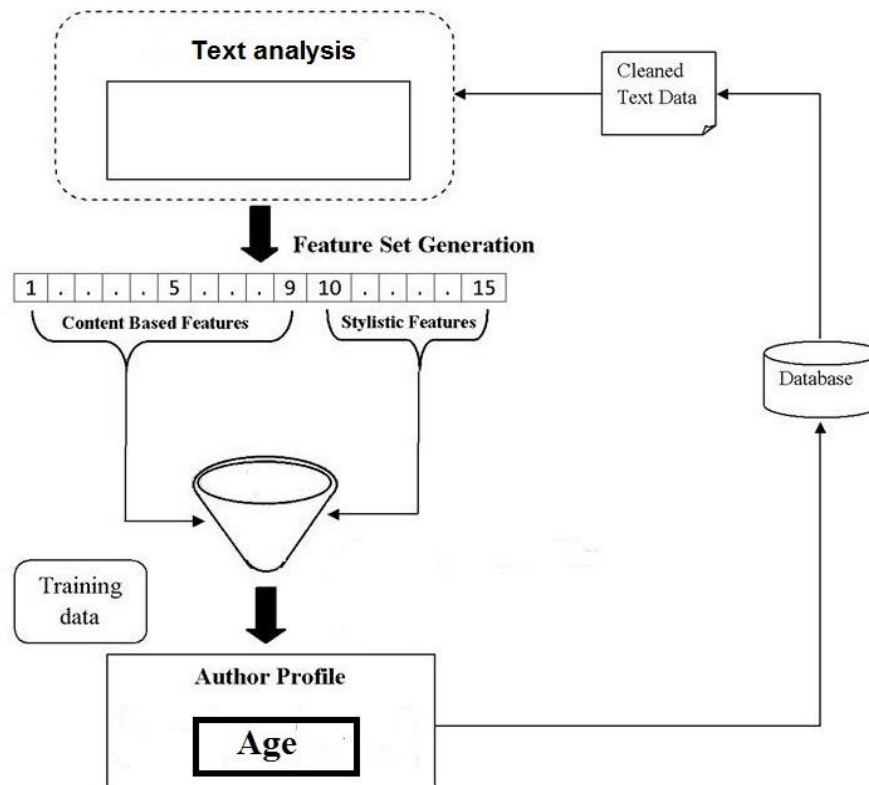 Text analysis
Cleaned
Text Data
Feature Set Generation
1 . . . . 5 . . . 9 10 . . . . 15
Content Based Features
Stylistic Features
Database
Training
data
Author Profile
Age